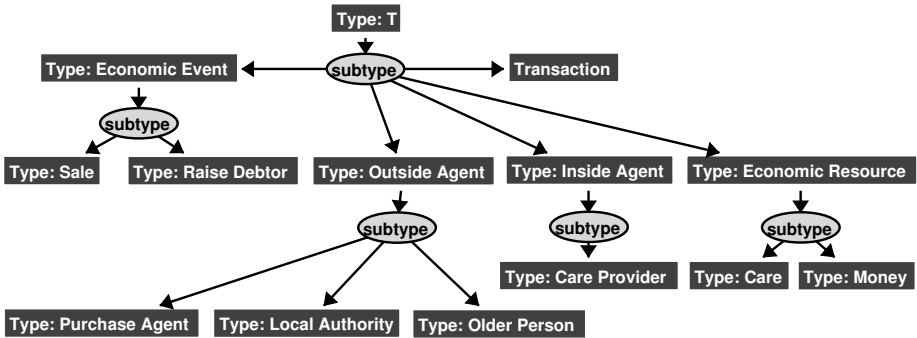 Type: T
Type: Economic Event
subtype
Transaction
subtype
Type: Sale
Type: Raise Debtor
Type: Outside Agent
Type: Inside Agent
Type: Economic Resource
subtype
subtype
subtype
Type: Care Provider
Type: Care
Type: Money
Type: Purchase Agent
Type: Local Authority
Type: Older Person